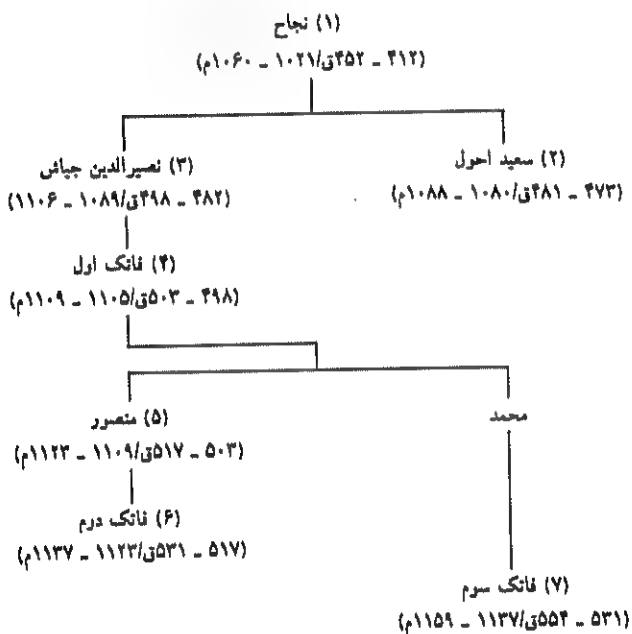 (۱) نجاح
(۴۱۲ ـ ۴۵۲ق/۱۰۲۱ ـ ۱۰۶۰م)
(۲) سعید احول
(۴۷۳ ـ ۴۸۱ق/۱۰۸۰ ـ ۱۰۸۸م)
(۳) نصیرالدین جیاش
(۴۸۲ ـ ۴۹۸ق/۱۰۸۹ ـ ۱۱۰۶)
(۴) فاتک اول
(۴۹۸ ـ ۵۰۳ق/۱۱۰۵ ـ ۱۱۰۹م)
محمد
(۵) منصور
(۵۰۳ ـ ۵۱۷ق/۱۱۰۹ ـ ۱۱۲۳م)
(۶) فاتک درم
(۵۱۷ ـ ۵۳۱ق/۱۱۲۳ ـ ۱۱۳۷م)
(۷) فاتک سوم
(۵۳۱ ـ ۵۵۴ق/۱۱۳۷ ـ ۱۱۵۹م)